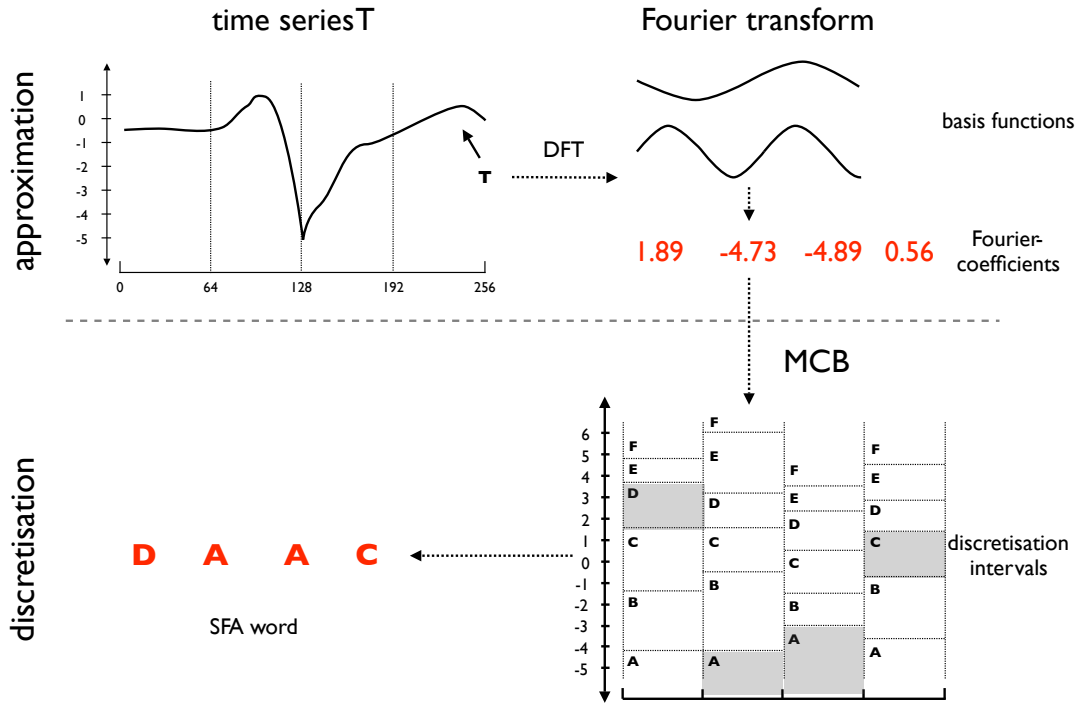 time seriesT
Fourier transform
approximation
1
0
-1
-2
-3
-4
-5
0 64 128 192 256
T
DFT
basis functions
1.89 -4.73 -4.89 0.56
Fourier-
coefficients
MCB
discretisation
D A A C
SFA word
6
5
4
3
2
1
0
-1
-2
-3
-4
-5
F
E
D
C
B
A
F
E
D
C
B
A
F
E
D
C
B
A
F
E
D
C
B
A
discretisation
intervals